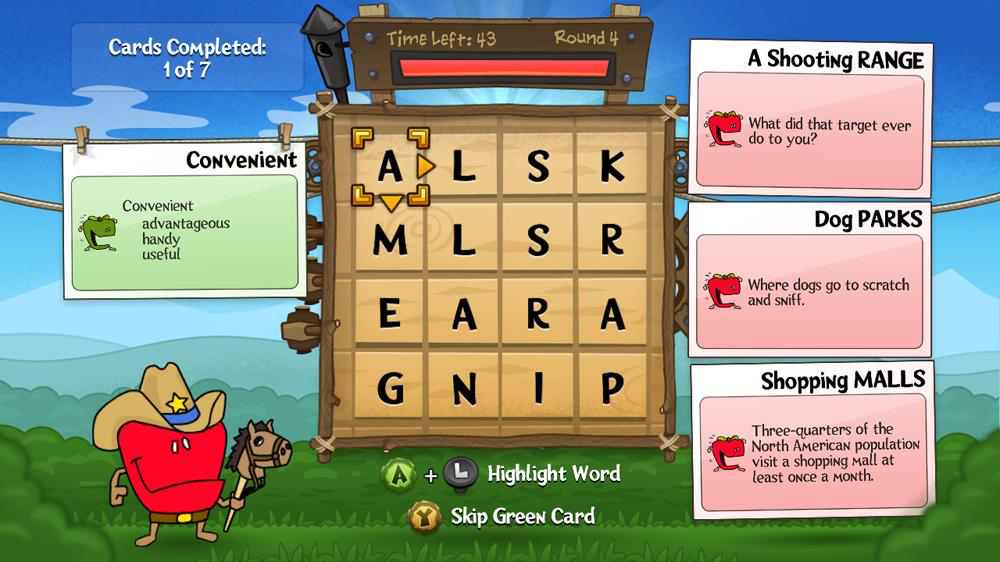 Cards Completed:
1 of 7
Time Left: 43 Round 4
Convenient
Convenient
advantageous
handy
useful
A L S K
M L S R
E A R A
G N I P
A Shooting RANGE
What did that target ever
do to you?
Dog PARKS
Where dogs go to scratch
and sniff.
Shopping MALLS
Three-quarters of the
North American population
visit a shopping mall at
least once a month.
A + L Highlight Word
Y Skip Green Card